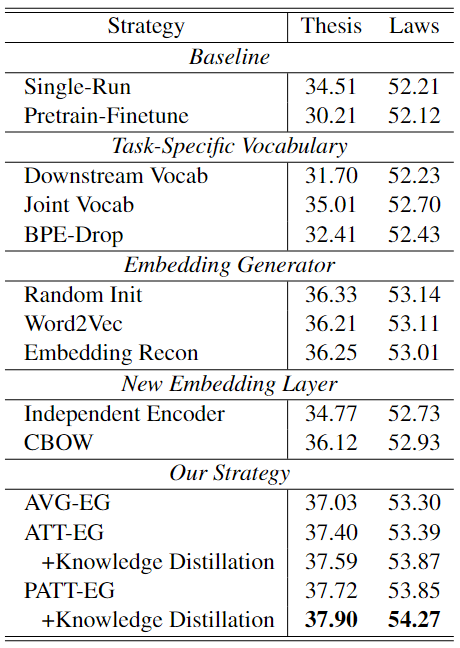 Strategy Thesis Laws
Baseline
Single-Run 34.51 52.21
Pretrain-Finetune 30.21 52.12
Task-Specific Vocabulary
Downstream Vocab 31.70 52.23
Joint Vocab 35.01 52.70
BPE-Drop 32.41 52.43
Embedding Generator
Random Init 36.33 53.14
Word2Vec 36.21 53.11
Embedding Recon 36.25 53.01
New Embedding Layer
Independent Encoder 34.77 52.73
CBOW 36.12 52.93
Our Strategy
AVG-EG 37.03 53.30
ATT-EG 37.40 53.39
+Knowledge Distillation 37.59 53.87
PATT-EG 37.72 53.85
+Knowledge Distillation 37.90 54.27